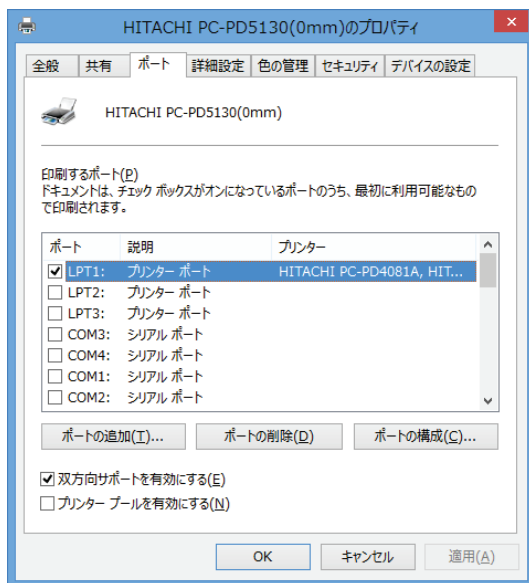 HITACHI PC-PD5130(0mm)のプロパティ
全般 共有 ポート 詳細設定 色の管理 セキュリティ デバイスの設定
HITACHI PC-PD5130(0mm)
印刷するポート(P)
ドキュメントは、チェック ボックスがオンになっているポートのうち、最初に利用可能なもの
で印刷されます。
ポート 説明 プリンター
LPT1: プリンター ポート HITACHI PC-PD4081A, HIT...
LPT2: プリンター ポート
LPT3: プリンター ポート
COM3: シリアル ポート
COM4: シリアル ポート
COM1: シリアル ポート
COM2: シリアル ポート
ポートの追加(T)... ポートの削除(D) ポートの構成(C)...
双方向サポートを有効にする(E)
プリンター プールを有効にする(N)
OK キャンセル 適用(A)